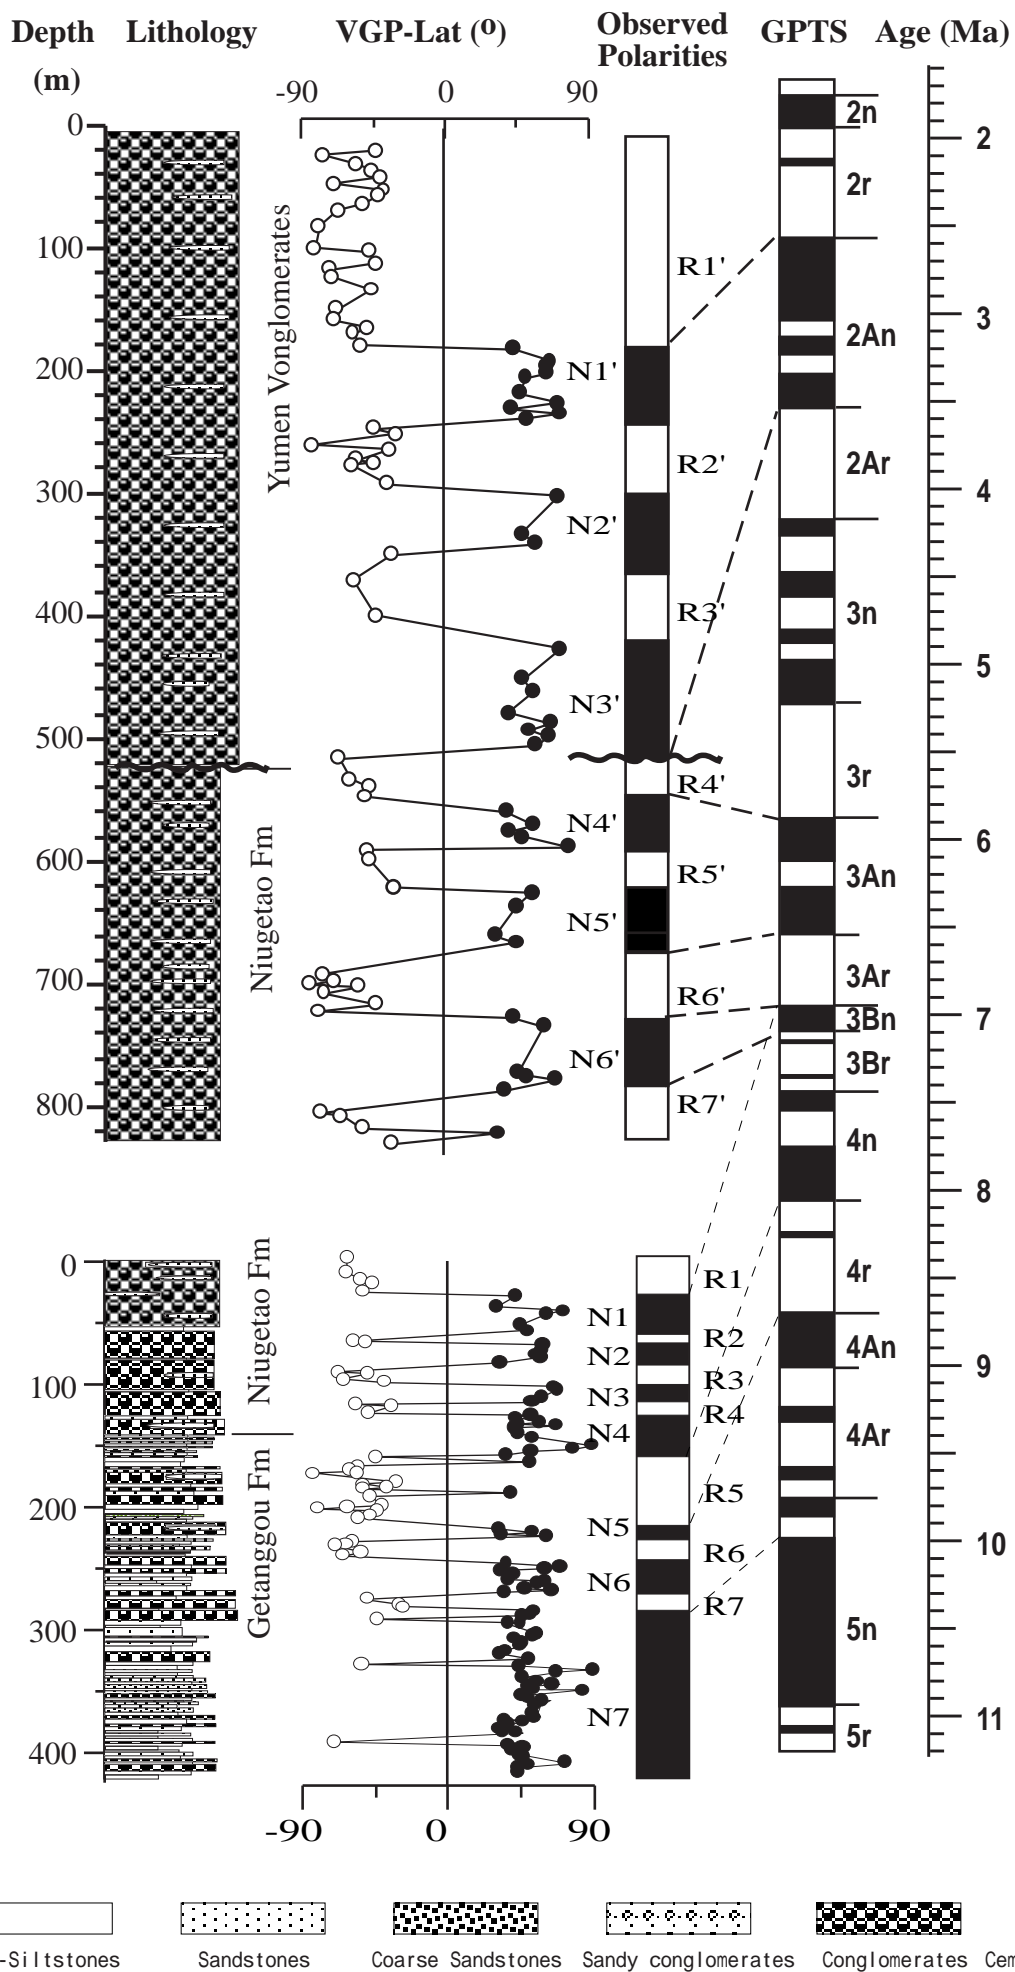 Depth Lithology VGP-Lat (o) Observed GPTS Age (Ma)
(m) Polarities
-90 0 90
0
100
200
300
400
500
600
700
800
Yumen Vonglomerates
Niugetao Fm
R1'
N1'
R2'
N2'
R3'
N3'
R4'
N4'
R5'
N5'
R6'
N6'
R7'
2n
2r
2An
2Ar
3n
3r
3An
3Ar
3Bn
3Br
4n
4r
4An
4Ar
5n
5r
2
3
4
5
6
7
8
9
10
11
0
100
200
300
400
Niugetao Fm
Getanggou Fm
R1
N1
R2
N2
R3
N3
R4
N4
R5
N5
R6
N6
R7
N7
-90 0 90
-Siltstones Sandstones Coarse Sandstones Sandy conglomerates Conglomerates Cem